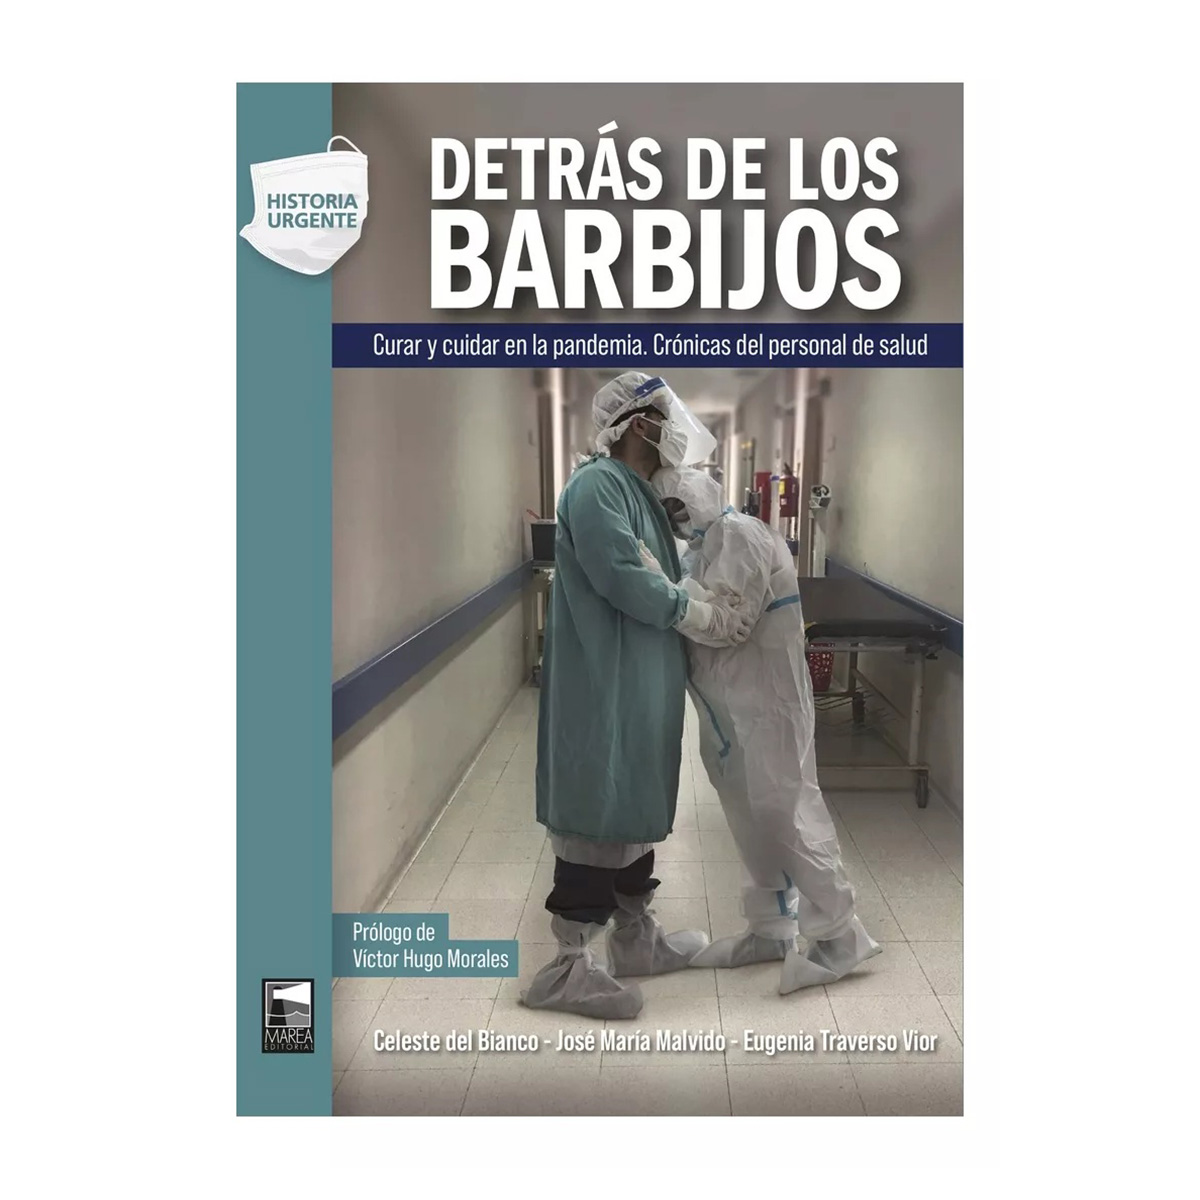 HISTORIA
URGENTE
DETRÁS DE LOS
BARBIJOS
Curar y cuidar en la pandemia. Crónicas del personal de salud
Prólogo de
Víctor Hugo Morales
MAREA
EDITORIAL
Celeste del Bianco - José María Malvido - Eugenia Traverso Vior